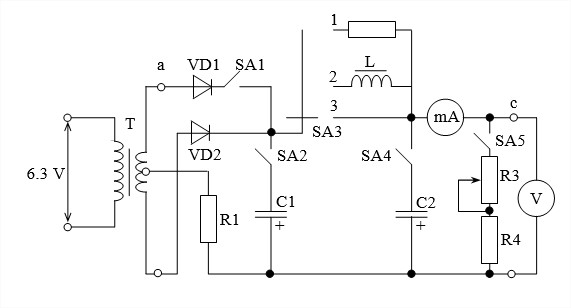 1
a
VD1
SA1
L
2
3
c
T
mA
SA3
SA5
VD2
SA2
SA4
6.3 V
R3
V
C1
C2
R1
+
+
R4